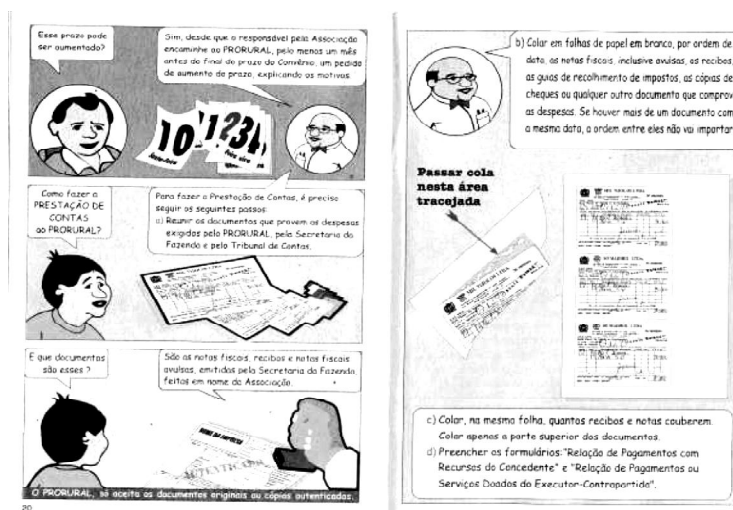 Esse prazo pode
ser aumentado?
Sim, desde que o responsável pela Associação
encaminhe ao PRORURAL, pelo menos um mês
antes do final do prazo do Convênio, um pedido
de aumento do prazo, explicando os motivos.
10 11 1234
Como fazer a
PRESTAÇÃO DE
CONTAS
ao PRORURAL?
Para fazer a Prestação de Contas, é preciso
seguir os seguintes passos:
a) Reunir os documentos que provem as despesas
exigidos pelo PRORURAL, pela Secretaria da
Fazenda e pelo Tribunal de Contas.
E que documentos
são esses ?
São as notas fiscais, recibos e notas fiscais
avulsas, emitidas pela Secretaria da Fazenda,
feitos em nome da Associação.
NOME DA EMPRESA
AUTENTICADO
O PRORURAL, só aceita os documentos originais ou cópias autenticadas.
20
b) Colar em folhas de papel em branco, por ordem de
data, as notas fiscais, inclusive avulsas, os recibos,
as guias de recolhimento de impostos, as cópias de
cheques ou qualquer outro documento que comprov
as despesas. Se houver mais de um documento com
a mesma data, a ordem entre eles não vai importar
Passar cola
nesta área
tracejada
c) Colar, na mesma folha, quantos recibos e notas couberem.
Colar apenas a parte superior dos documentos.
d) Preencher os formulários: "Relação de Pagamentos com
Recursos do Concedente" e "Relação de Pagamentos ou
Serviços Doados do Executor-Contrapartida".